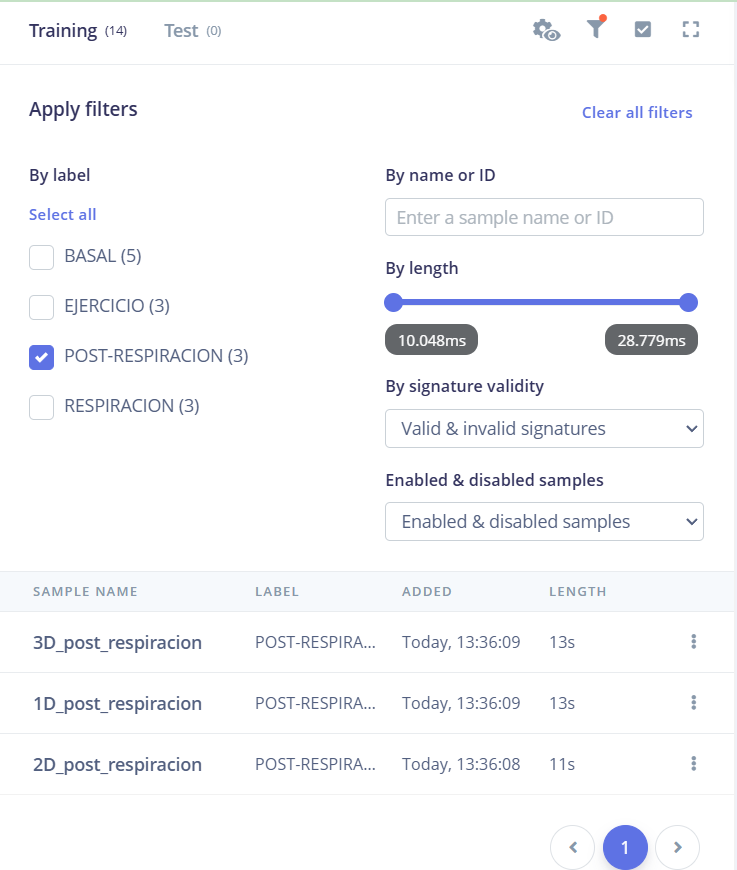 Training (14) Test (0)
Apply filters
Clear all filters
By label
Select all
BASAL (5)
EJERCICIO (3)
POST-RESPIRACION (3)
RESPIRACION (3)
By name or ID
Enter a sample name or ID
By length
10.048ms 28.779ms
By signature validity
Valid & invalid signatures
Enabled & disabled samples
Enabled & disabled samples
SAMPLE NAME LABEL ADDED LENGTH
3D_post_respiracion POST-RESPIRA... Today, 13:36:09 13s
1D_post_respiracion POST-RESPIRA... Today, 13:36:09 13s
2D_post_respiracion POST-RESPIRA... Today, 13:36:08 11s
1